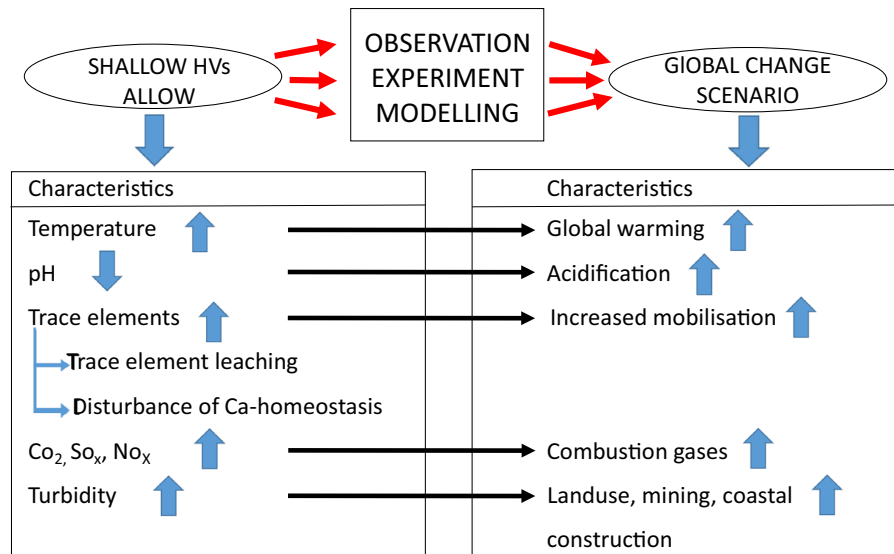 SHALLOW HVs
ALLOW
OBSERVATION
EXPERIMENT
MODELLING
GlOBAL CHANGE
SCENARIO
Characteristics
Temperature
pH
Trace elements
Trace element leaching
Disturbance of Ca-homeostasis
Co₂, Soₓ, Noₓ
Turbidity
Characteristics
Global warming
Acidification
Increased mobilisation
Combustion gases
Landuse, mining, coastal
construction